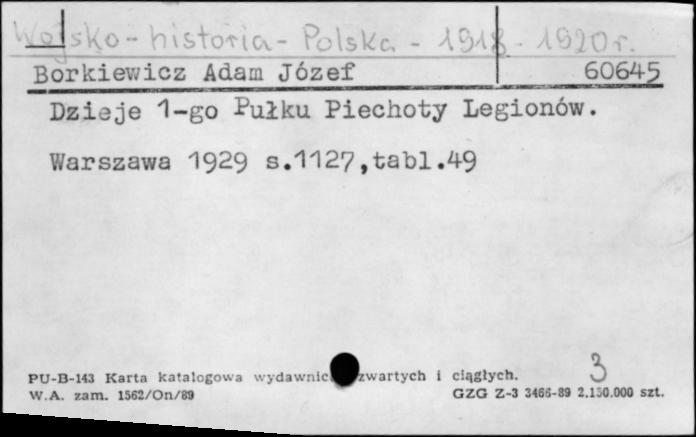 Wojsko - historia - Polska - 1918 - 1920 r.
Borkiewicz Adam Józef 60645
Dzieje 1-go Pułku Piechoty Legionów.
Warszawa 1929 s.1127,tabl.49
3
PU-B-143 Karta katalogowa wydawnic zwartych i ciągłych.
W.A. zam. 1562/On/89 GZG Z-3 3466-89 2.150.000 szt.